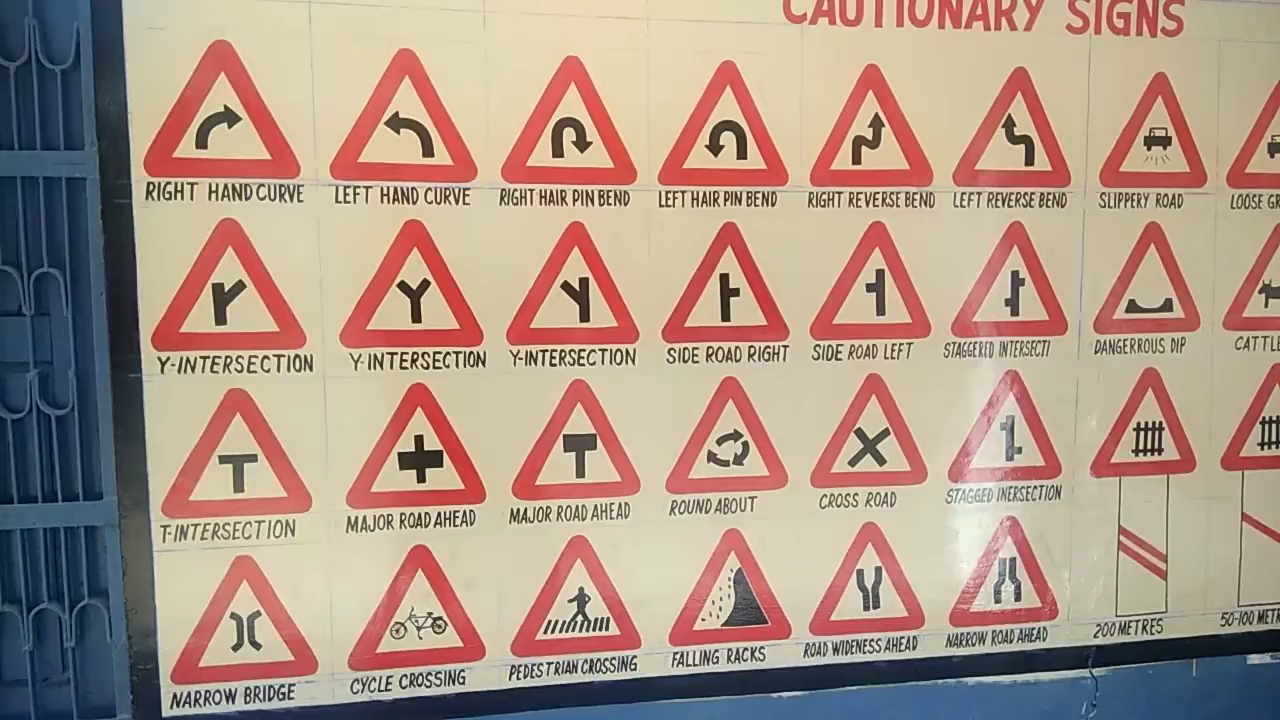 CAUTIONARY SIGNS
RIGHT HAND CURVE
LEFT HAND CURVE
RIGHT HAIR PIN BEND
LEFT HAIR PIN BEND
RIGHT REVERSE BEND
LEFT REVERSE BEND
SLIPPERY ROAD
LOOSE GR
Y-INTERSECTION
Y-INTERSECTION
Y-INTERSECTION
SIDE ROAD RIGHT
SIDE ROAD LEFT
STAGGERED INTERSECTI
DANGERROUS DIP
CATTLE
T-INTERSECTION
MAJOR ROAD AHEAD
MAJOR ROAD AHEAD
ROUND ABOUT
CROSS ROAD
STAGGED INERSECTION
NARROW BRIDGE
CYCLE CROSSING
PEDESTRIAN CROSSING
FALLING RACKS
ROAD WIDENESS AHEAD
NARROW ROAD AHEAD
200 METRES
50-100 METR